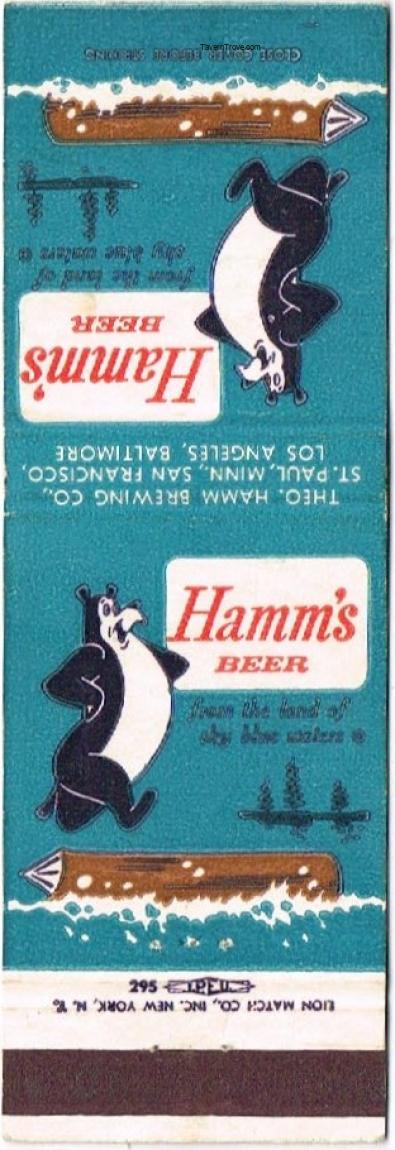 TavernTrove.com
CLOSE COVER BEFORE STRIKING
from the land of
sky blue waters
Hamm's
BEER
THEO. HAMM BREWING CO.,
ST. PAUL, MINN., SAN FRANCISCO,
LOS ANGELES, BALTIMORE
Hamm's
BEER
from the land of
sky blue waters
295
LION MATCH CO., INC. NEW YORK, N.Y.